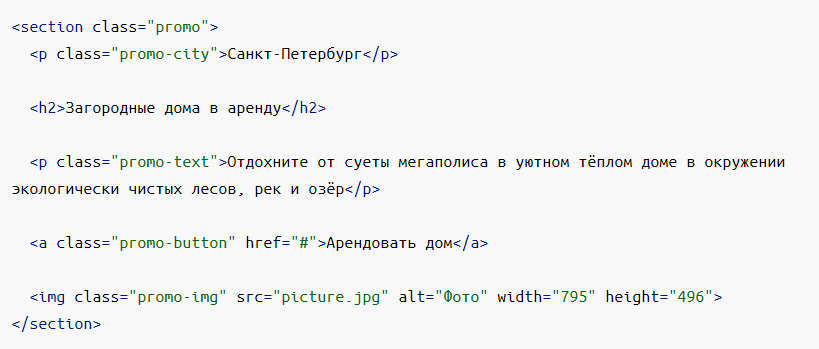 <section class="promo">
<p class="promo-city">Санкт-Петербург</p>
<h2>Загородные дома в аренду</h2>
<p class="promo-text">Отдохните от суеты мегаполиса в уютном тёплом доме в окружении
экологически чистых лесов, рек и озёр</p>
<a class="promo-button" href="#">Арендовать дом</a>
<img class="promo-img" src="picture.jpg" alt="Фото" width="795" height="496">
</section>